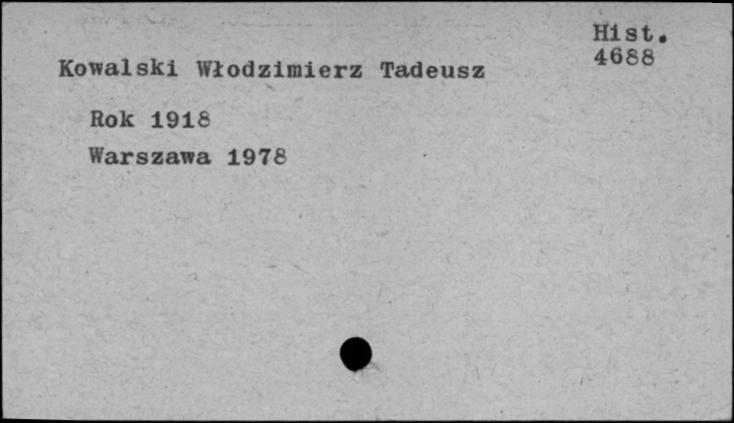 Hist.
4688
Kowalski Włodzimierz Tadeusz
Rok 1918
Warszawa 1978